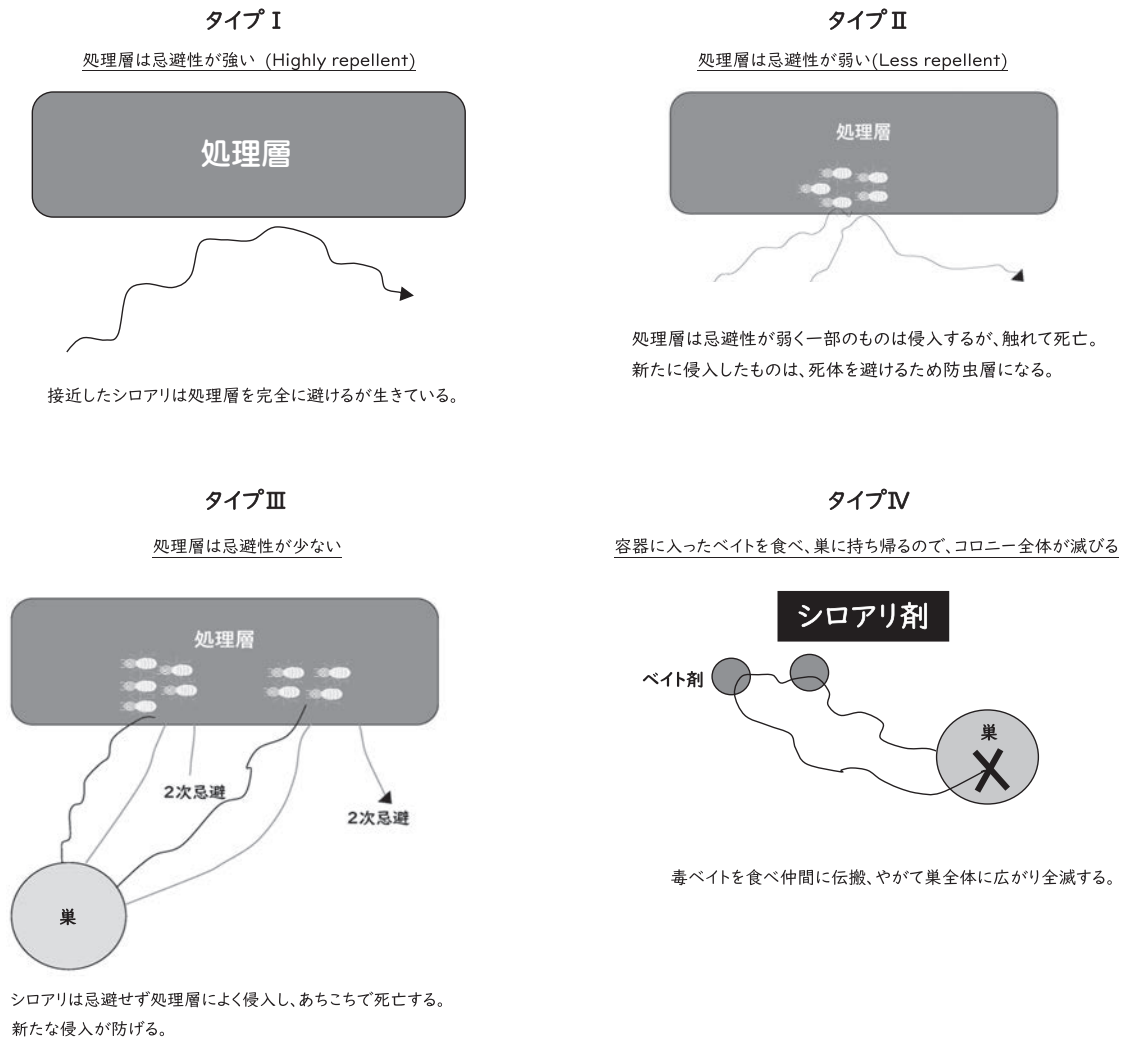 タイプⅠ
処理層は忌避性が強い (Highly repellent)
処理層
接近したシロアリは処理層を完全に避けるが生きている。
タイプⅡ
処理層は忌避性が弱い(Less repellent)
処理層
処理層は忌避性が弱く一部のものは侵入するが、触れて死亡。
新たに侵入したものは、死体を避けるため防虫層になる。
タイプⅢ
処理層は忌避性が少ない
処理層
2次忌避
2次忌避
巣
シロアリは忌避せず処理層によく侵入し、あちこちで死亡する。
新たな侵入が防げる。
タイプⅣ
容器に入ったベイトを食べ、巣に持ち帰るので、コロニー全体が滅びる
シロアリ剤
ベイト剤
巣
毒ベイトを食べ仲間に伝搬、やがて巣全体に広がり全滅する。